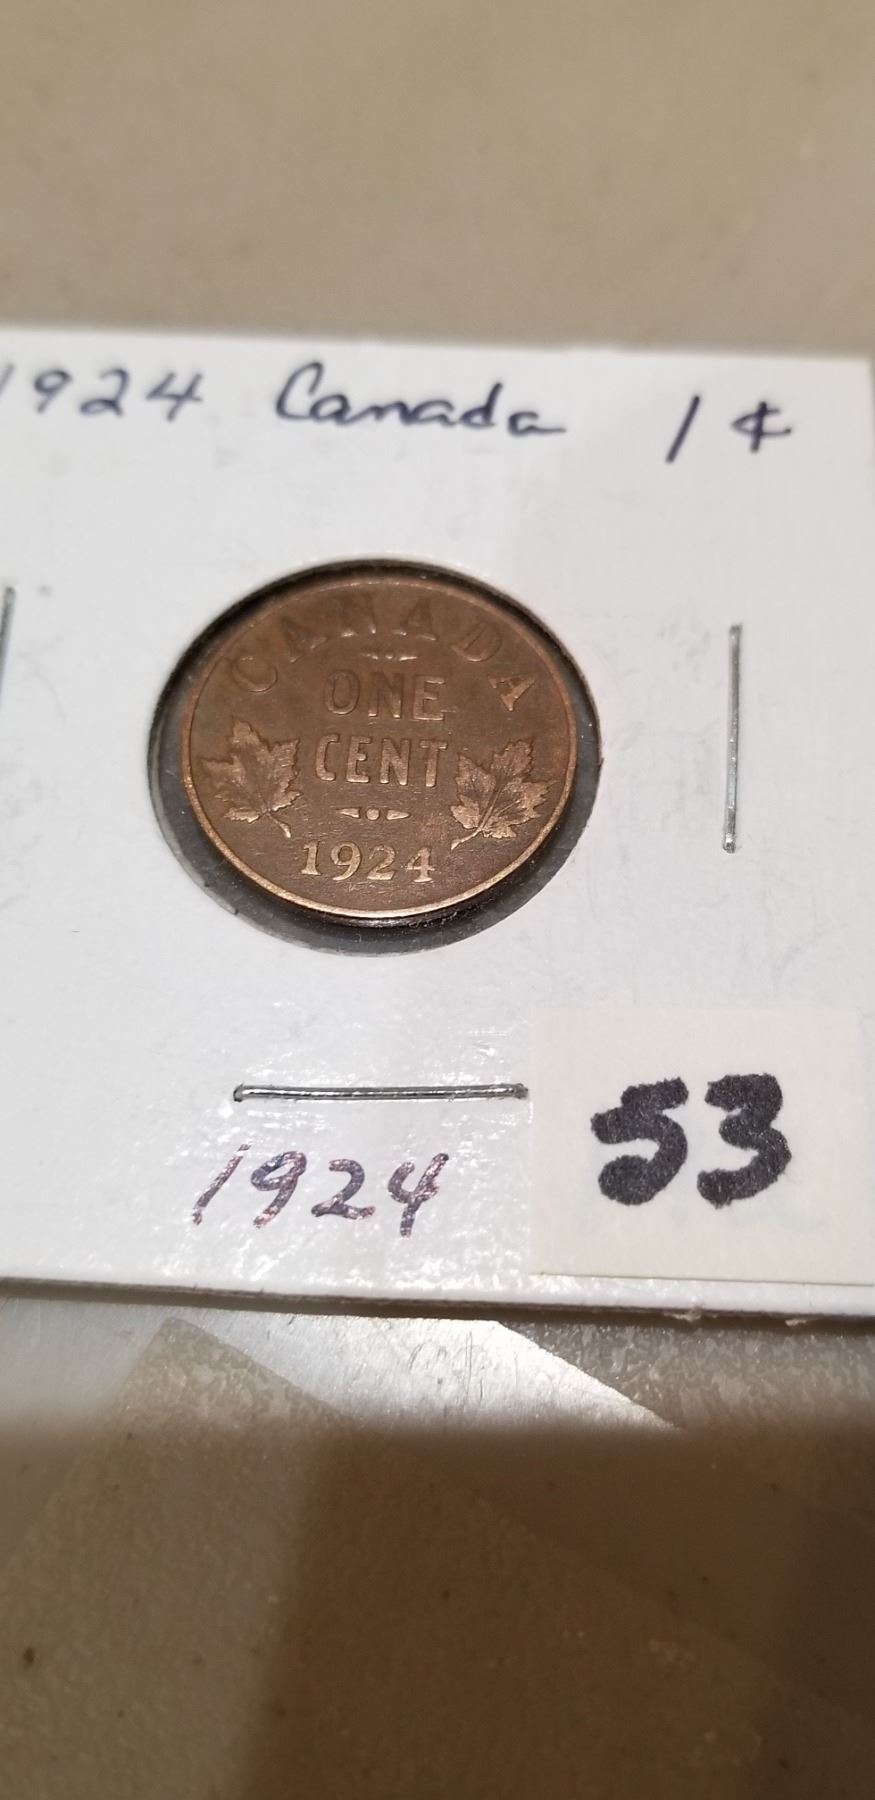 1924 Canada 1¢
CANADA
ONE
CENT
1924
1924
53